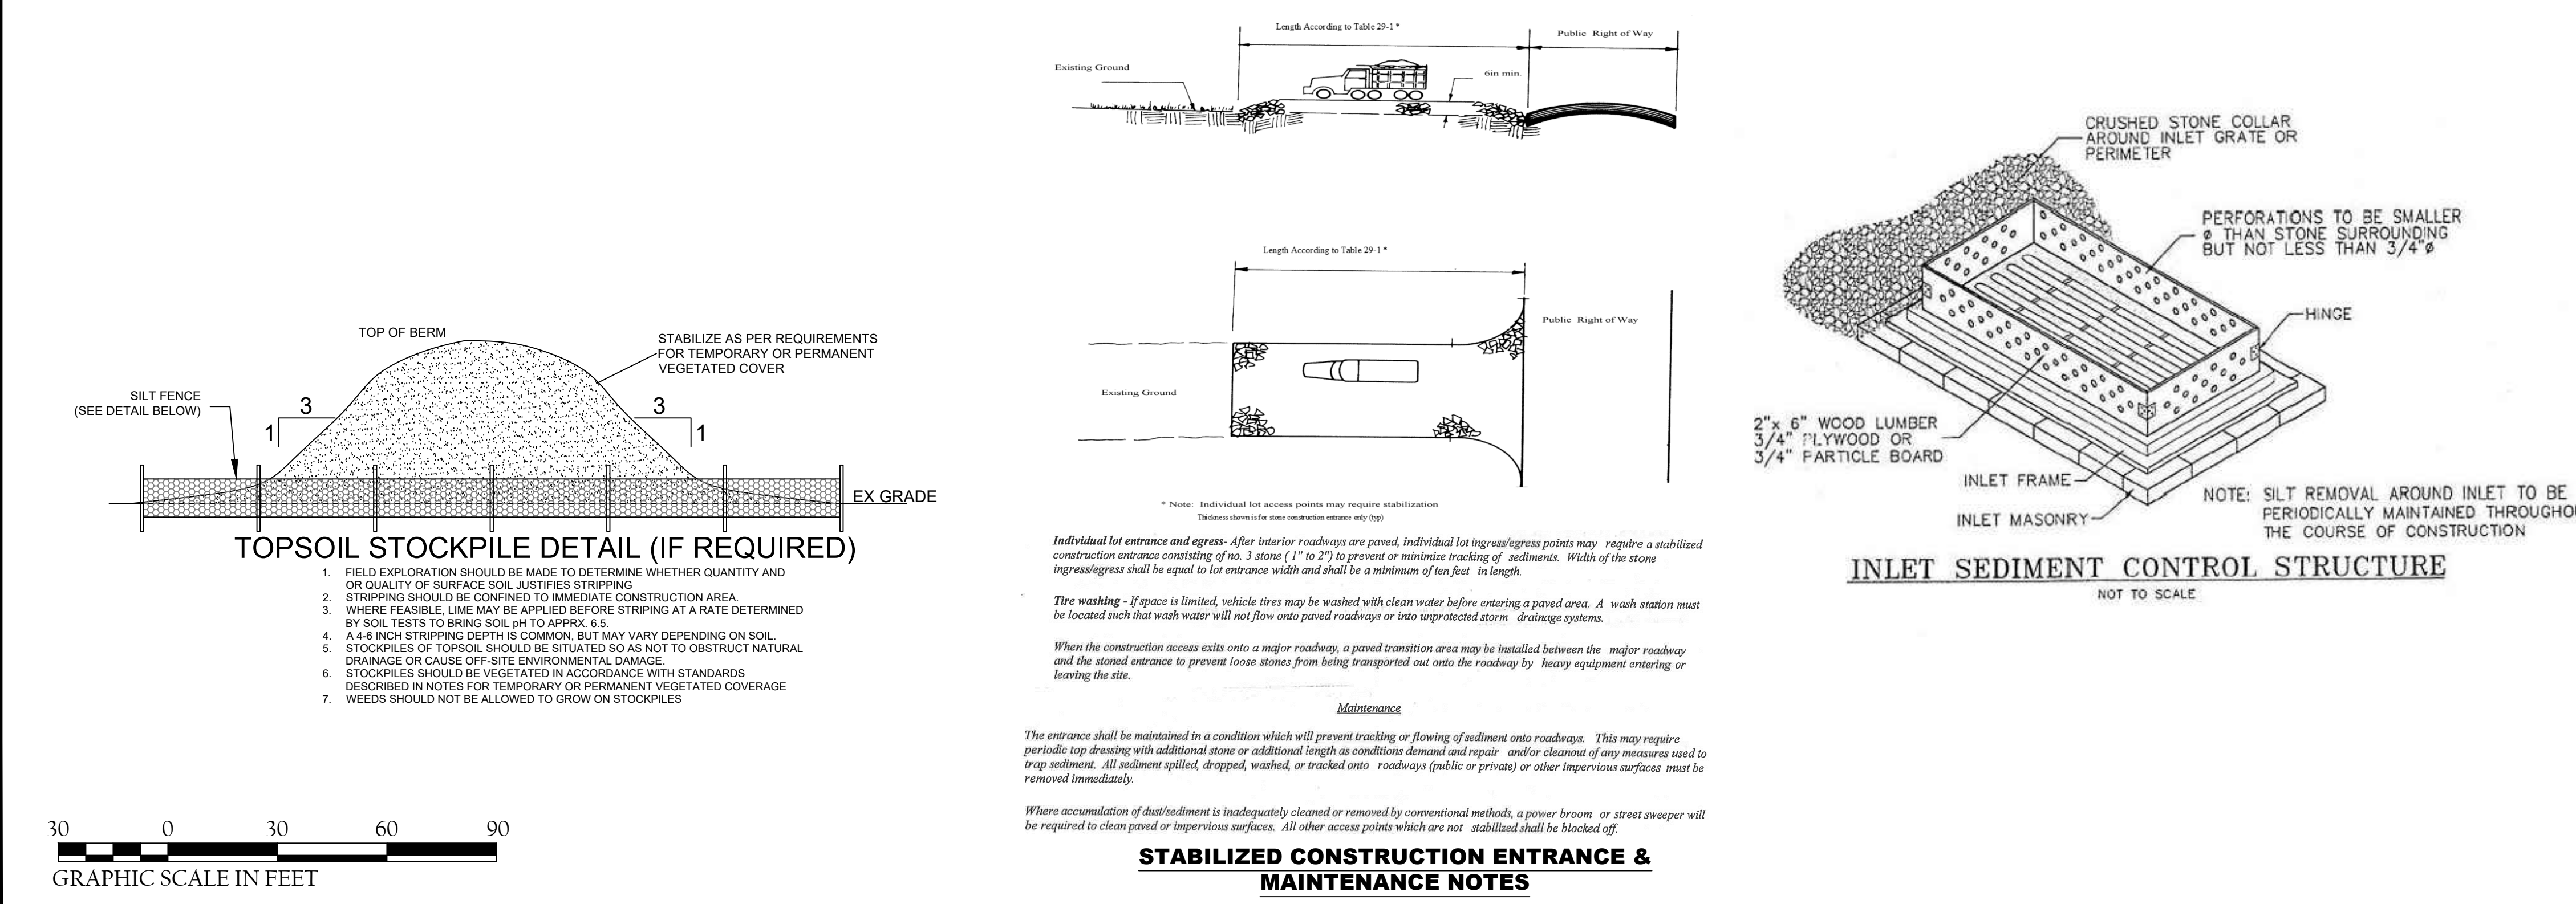 TOP OF BERM
STABILIZE AS PER REQUIREMENTS
FOR TEMPORARY OR PERMANENT
VEGETATED COVER
SILT FENCE
(SEE DETAIL BELOW)
3
1
3
1
EX GRADE
TOPSOIL STOCKPILE DETAIL (IF REQUIRED)
1. FIELD EXPLORATION SHOULD BE MADE TO DETERMINE WHETHER QUANTITY AND
OR QUALITY OF SURFACE SOIL JUSTIFIES STRIPPING
2. STRIPPING SHOULD BE CONFINED TO IMMEDIATE CONSTRUCTION AREA.
3. WHERE FEASIBLE, LIME MAY BE APPLIED BEFORE STRIPING AT A RATE DETERMINED
BY SOIL TESTS TO BRING SOIL pH TO APPRX. 6.5.
4. A 4-6 INCH STRIPPING DEPTH IS COMMON, BUT MAY VARY DEPENDING ON SOIL.
5. STOCKPILES OF TOPSOIL SHOULD BE SITUATED SO AS NOT TO OBSTRUCT NATURAL
DRAINAGE OR CAUSE OFF-SITE ENVIRONMENTAL DAMAGE.
6. STOCKPILES SHOULD BE VEGETATED IN ACCORDANCE WITH STANDARDS
DESCRIBED IN NOTES FOR TEMPORARY OR PERMANENT VEGETATED COVERAGE
7. WEEDS SHOULD NOT BE ALLOWED TO GROW ON STOCKPILES
30 0 30 60 90
GRAPHIC SCALE IN FEET
Length According to Table 29-1 *
Public Right of Way
Existing Ground
6in min.
Length According to Table 29-1 *
Public Right of Way
Existing Ground
* Note: Individual lot access points may require stabilization
Thickness shown is for stone construction entrance only (typ)
Individual lot entrance and egress- After interior roadways are paved, individual lot ingress/egress points may require a stabilized
construction entrance consisting of no. 3 stone ( 1" to 2") to prevent or minimize tracking of sediments. Width of the stone
ingress/egress shall be equal to lot entrance width and shall be a minimum of ten feet in length.
Tire washing - If space is limited, vehicle tires may be washed with clean water before entering a paved area. A wash station must
be located such that wash water will not flow onto paved roadways or into unprotected storm drainage systems.
When the construction access exits onto a major roadway, a paved transition area may be installed between the major roadway
and the stoned entrance to prevent loose stones from being transported out onto the roadway by heavy equipment entering or
leaving the site.
Maintenance
The entrance shall be maintained in a condition which will prevent tracking or flowing of sediment onto roadways. This may require
periodic top dressing with additional stone or additional length as conditions demand and repair and/or cleanout of any measures used to
trap sediment. All sediment spilled, dropped, washed, or tracked onto roadways (public or private) or other impervious surfaces must be
removed immediately.
Where accumulation of dust/sediment is inadequately cleaned or removed by conventional methods, a power broom or street sweeper will
be required to clean paved or impervious surfaces. All other access points which are not stabilized shall be blocked off.
STABILIZED CONSTRUCTION ENTRANCE &
MAINTENANCE NOTES
CRUSHED STONE COLLAR
AROUND INLET GRATE OR
PERIMETER
PERFORATIONS TO BE SMALLER
ø THAN STONE SURROUNDING
BUT NOT LESS THAN 3/4"ø
HINGE
2"x 6" WOOD LUMBER
3/4" PLYWOOD OR
3/4" PARTICLE BOARD
INLET FRAME
INLET MASONRY
NOTE: SILT REMOVAL AROUND INLET TO BE
PERIODICALLY MAINTAINED THROUGHO
THE COURSE OF CONSTRUCTION
INLET SEDIMENT CONTROL STRUCTURE
NOT TO SCALE